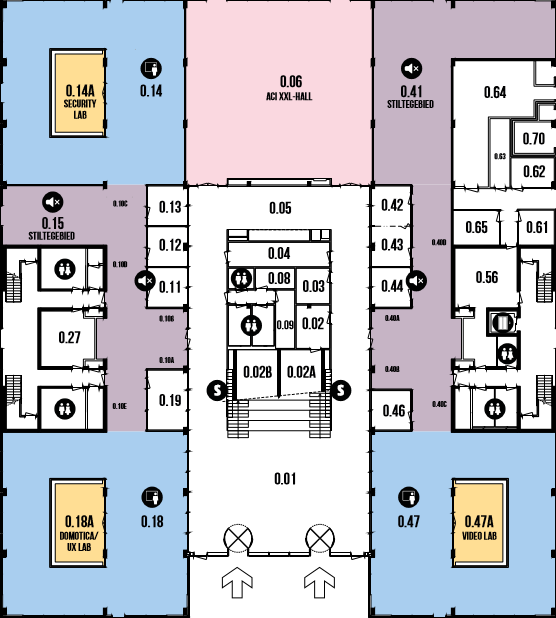 0.14A
SECURITY
LAB
0.14
0.06
ACI XXL-HALL
0.41
STILTEGEBIED
0.64
0.70
0.63
0.62
0.15
STILTEGEBIED
0.10C
0.13
0.05
0.42
0.65
0.61
0.12
0.04
0.43
0.40D
0.10D
0.11
0.08
0.03
0.44
0.56
0.10B
0.09
0.02
0.40A
0.27
0.10A
0.02B
0.02A
0.40B
0.19
$
$
0.46
0.10E
0.40C
0.01
0.18A
DOMOTICA/
UX LAB
0.18
0.47
0.47A
VIDEO LAB